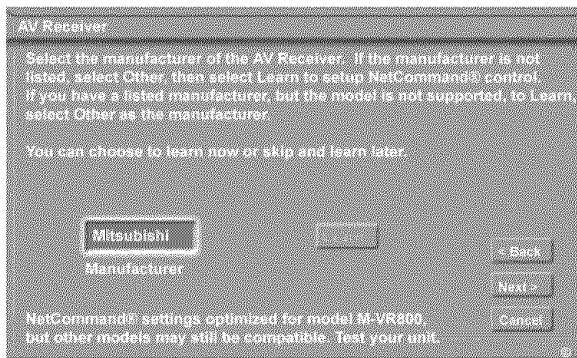 AV Receiver
Select the manufacturer of the AV Receiver. If the manufacturer is not
listed, select Other, then select Learn to setup NetCommand® control.
If you have a listed manufacturer, but the model is not supported, to Learn,
select Other as the manufacturer.
You can choose to learn now or skip and learn later.
Mitsubishi
Manufacturer
< Back
Next >
Cancel
NetCommand® settings optimized for model M-VR800,
but other models may still be compatible. Test your unit.